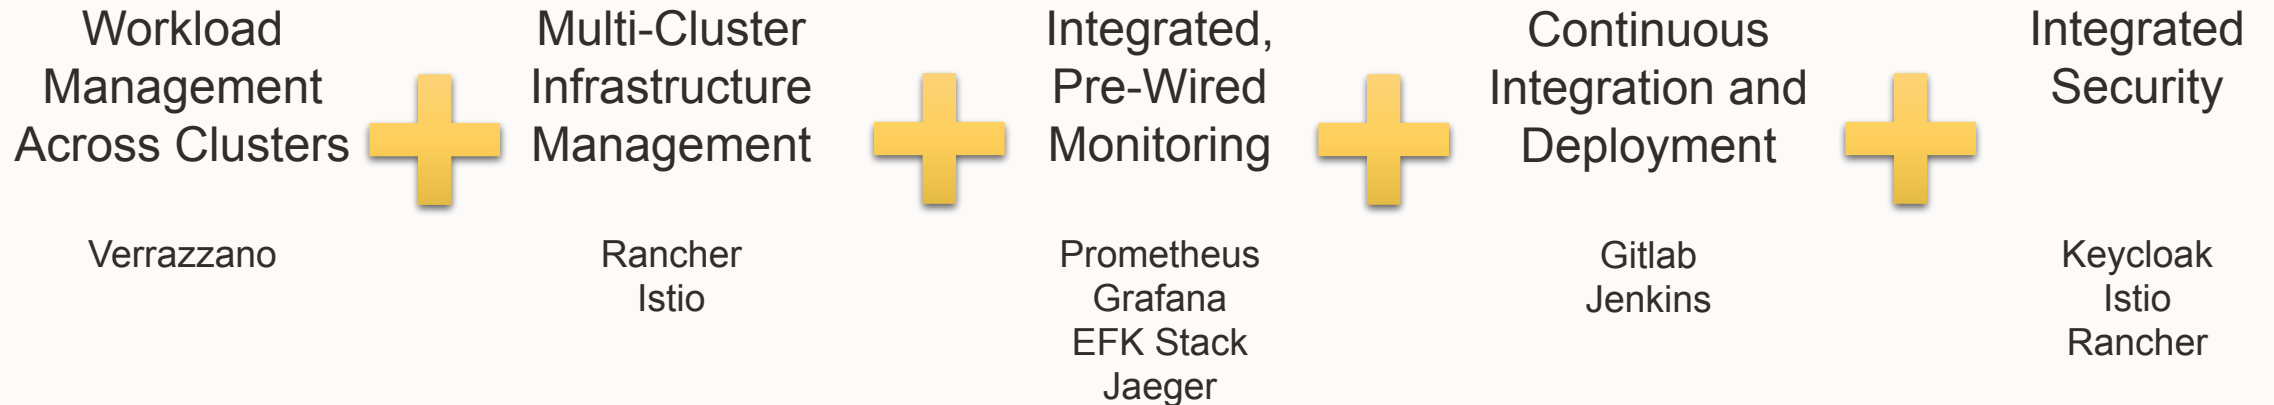 Workload
Management
Across Clusters
Multi-Cluster
Infrastructure
Management
Integrated,
Pre-Wired
Monitoring
Continuous
Integration and
Deployment
Integrated
Security
Verrazzano
Rancher
Istio
Prometheus
Grafana
EFK Stack
Jaeger
Gitlab
Jenkins
Keycloak
Istio
Rancher